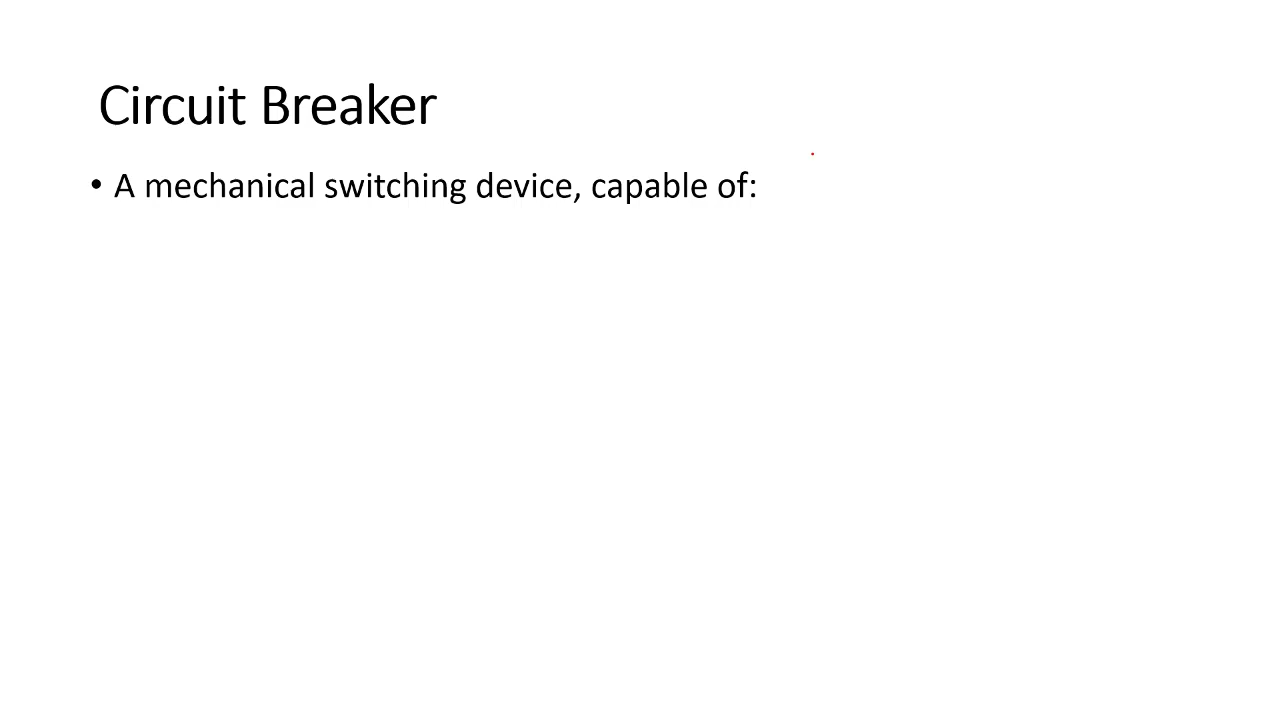 Circuit Breaker
• A mechanical switching device, capable of: